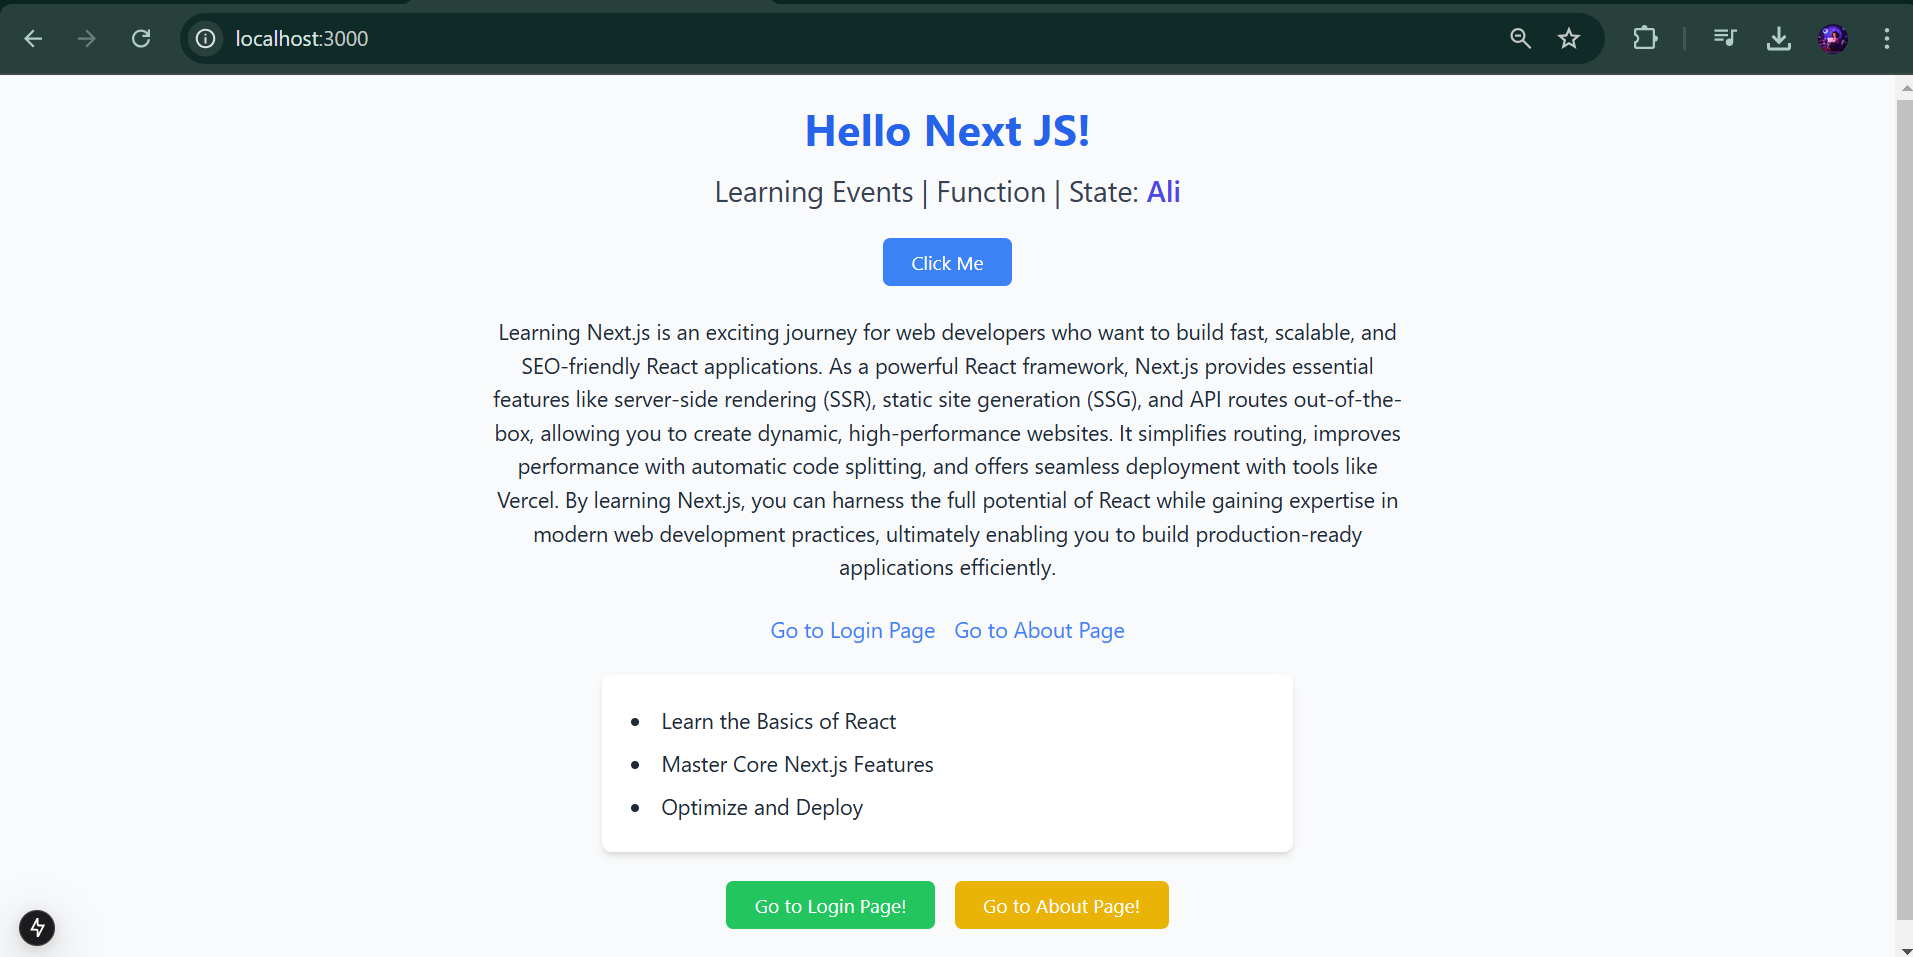 localhost:3000
Hello Next JS!
Learning Events | Function | State: Ali
Click Me
Learning Next.js is an exciting journey for web developers who want to build fast, scalable, and
SEO-friendly React applications. As a powerful React framework, Next.js provides essential
features like server-side rendering (SSR), static site generation (SSG), and API routes out-of-the-
box, allowing you to create dynamic, high-performance websites. It simplifies routing, improves
performance with automatic code splitting, and offers seamless deployment with tools like
Vercel. By learning Next.js, you can harness the full potential of React while gaining expertise in
modern web development practices, ultimately enabling you to build production-ready
applications efficiently.
Go to Login Page Go to About Page
• Learn the Basics of React
• Master Core Next.js Features
• Optimize and Deploy
Go to Login Page! Go to About Page!